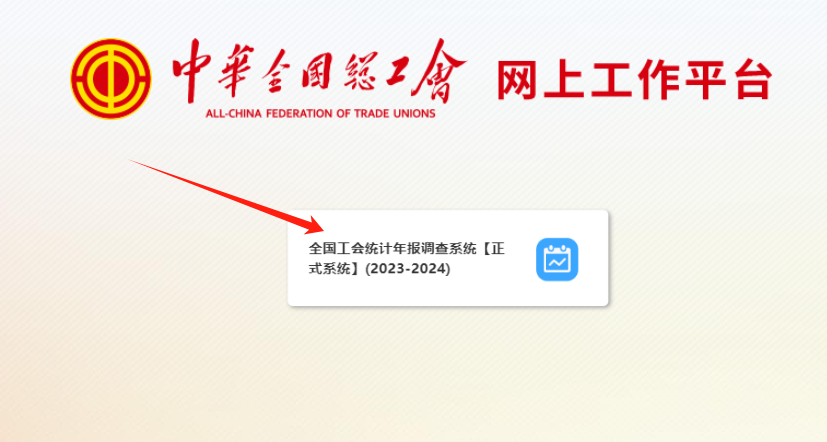 中华全国总工會 网上工作平台
ALL-CHINA FEDERATION OF TRADE UNIONS
全国工会统计年报调查系统【正
式系统】(2023-2024)